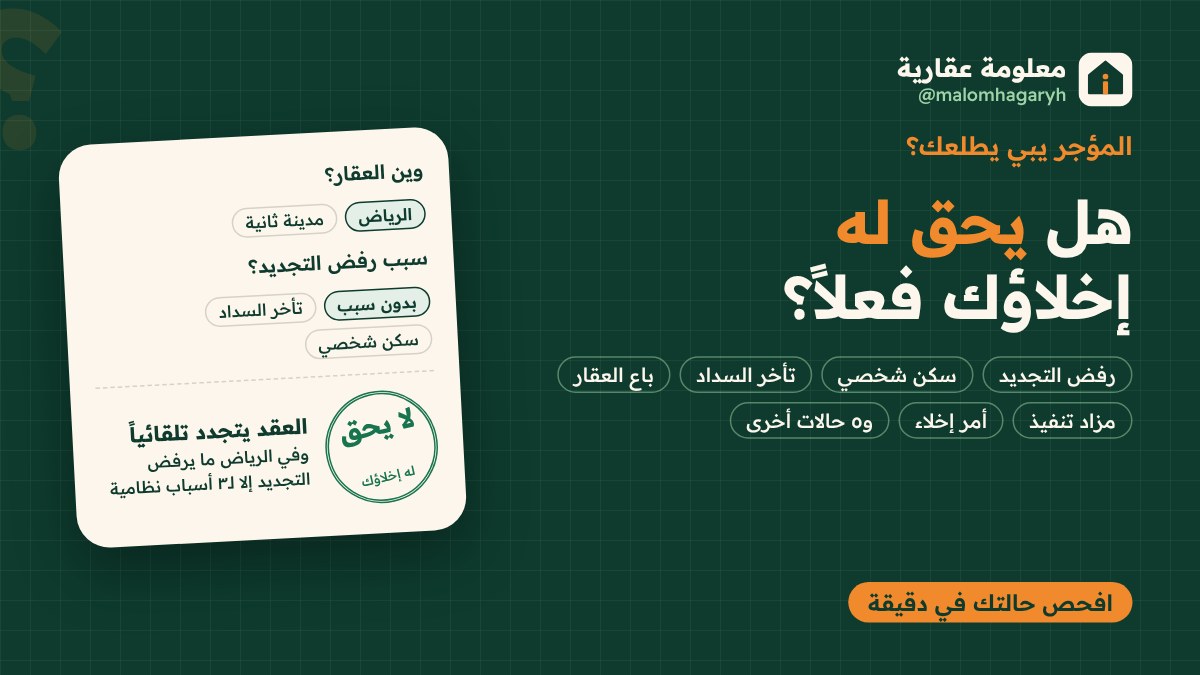 معلومة عقارية
@malomhagaryh
المؤجر يبي يطلعك؟
هل يحق له
إخلاؤك فعلاً؟
رفض التجديد سكن شخصي تأخر السداد باع العقار
مزاد تنفيذ أمر إخلاء و٥ حالات أخرى
افحص حالتك في دقيقة
وين العقار؟
الرياض مدينة ثانية
سبب رفض التجديد؟
بدون سبب تأخر السداد
سكن شخصي
لا يحق
له إخلاؤك
العقد يتجدد تلقائياً
وفي الرياض ما يرفض
التجديد إلا لـ٣ أسباب نظامية
؟